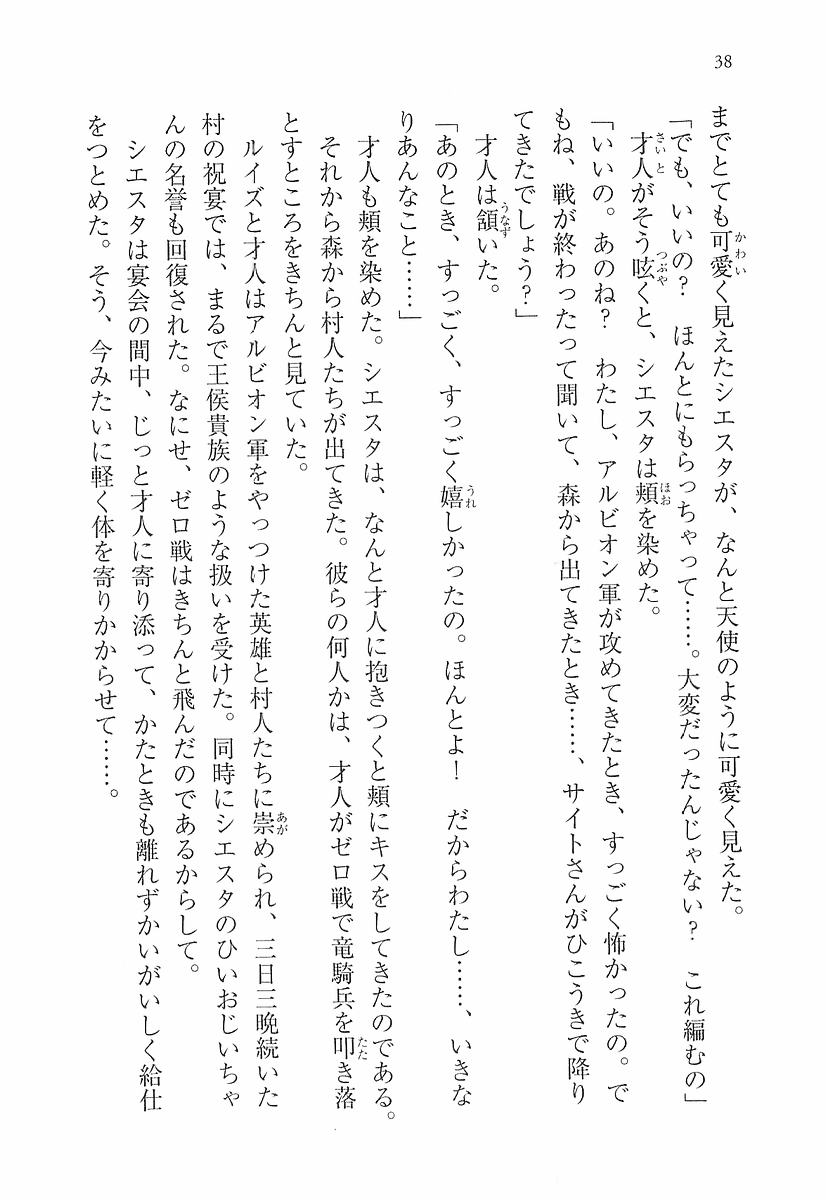 38
までとても可愛く見えたシエスタが、なんと天使のように可愛く見えた。
「でも、いいの？　ほんとにもらっちゃって……。大変だったんじゃない？　これ編むの」
才人がそう呟くと、シエスタは頬を染めた。
「いいの。あのね？　わたし、アルビオン軍が攻めてきたとき、すっごく怖かったの。で
もね、戦が終わったって聞いて、森から出てきたとき……、サイトさんがひこうきで降り
てきたでしょう？」
才人は頷いた。
「あのとき、すっごく、すっごく嬉しかったの。ほんとよ！　だからわたし……、いきな
りあんなこと……」
才人も頬を染めた。シエスタは、なんと才人に抱きつくと頬にキスをしてきたのである。
それから森から村人たちが出てきた。彼らの何人かは、才人がゼロ戦で竜騎兵を叩き落
とすところをきちんと見ていた。
ルイズと才人はアルビオン軍をやっつけた英雄と村人たちに崇められ、三日三晩続いた
村の祝宴では、まるで王侯貴族のような扱いを受けた。同時にシエスタのひいおじいちゃ
んの名誉も回復された。なにせ、ゼロ戦はきちんと飛んだのであるからして。
シエスタは宴会の間中、じっと才人に寄り添って、かたときも離れずかいがいしく給仕
をつとめた。そう、今みたいに軽く体を寄りかからせて……。